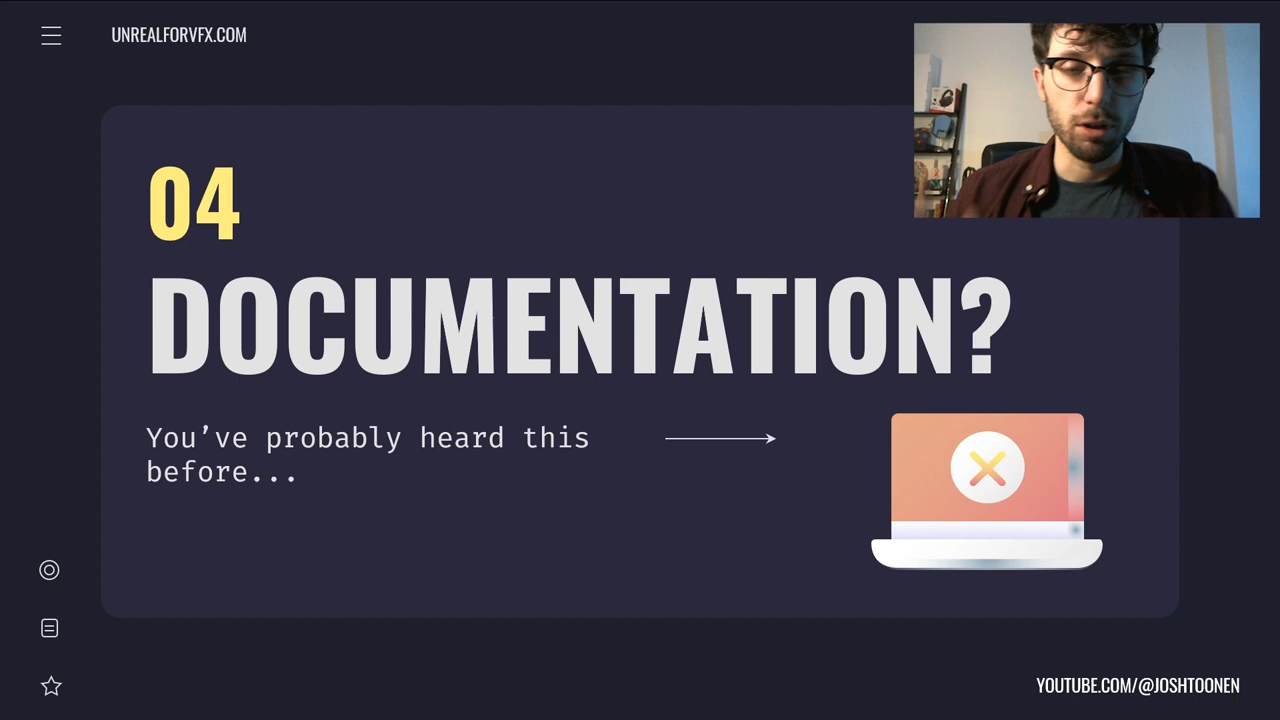 UNREALFORVFX.COM
04
DOCUMENTATION?
You’ve probably heard this
before...
YOUTUBE.COM/@JOSHTOONEN